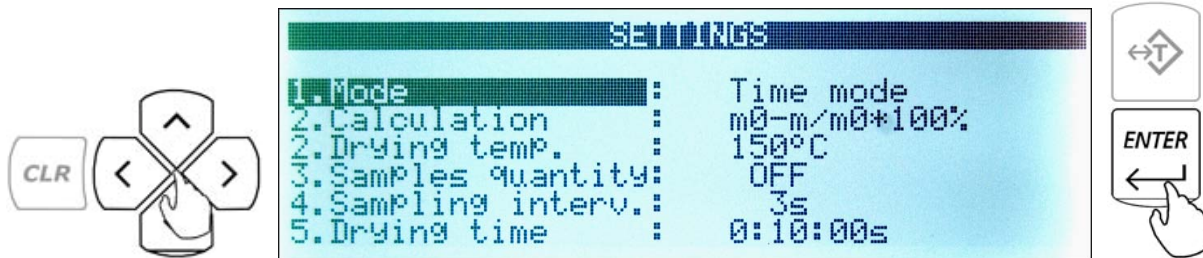 SETTINGS
1.Mode : Time mode
2.Calculation : m0-m/m0*100%
2.Drying temp. : 150°C
3.Samples quantity: OFF
4.Sampling interv.: 3s
5.Drying time : 0:10:00s
CLR
T
ENTER